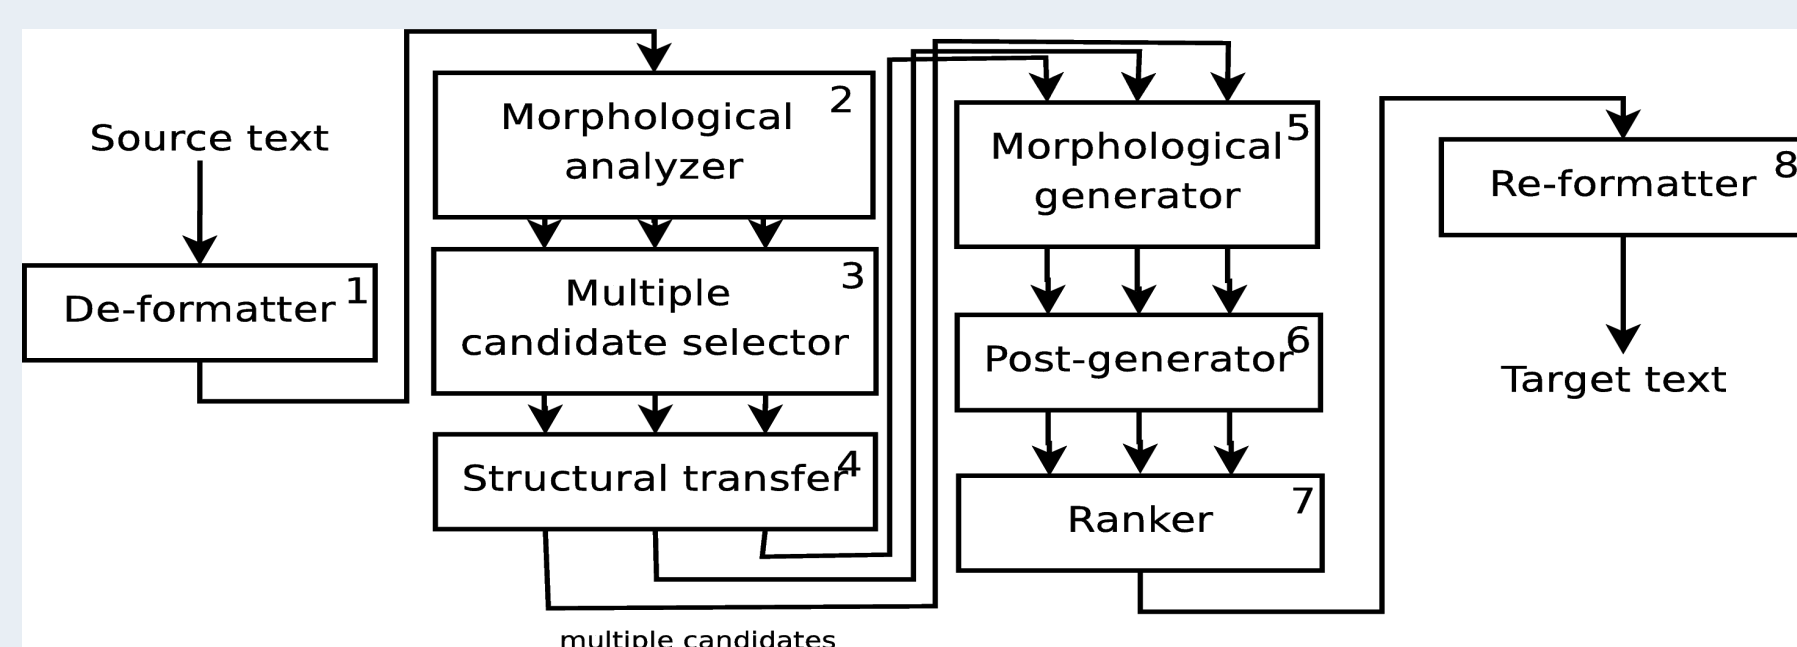 Source text
De-formatter 1
Morphological 2
analyzer
Multiple 3
candidate selector
Structural transfer 4
multiple candidates
Morphological 5
generator
Post-generator 6
Ranker 7
Re-formatter 8
Target text